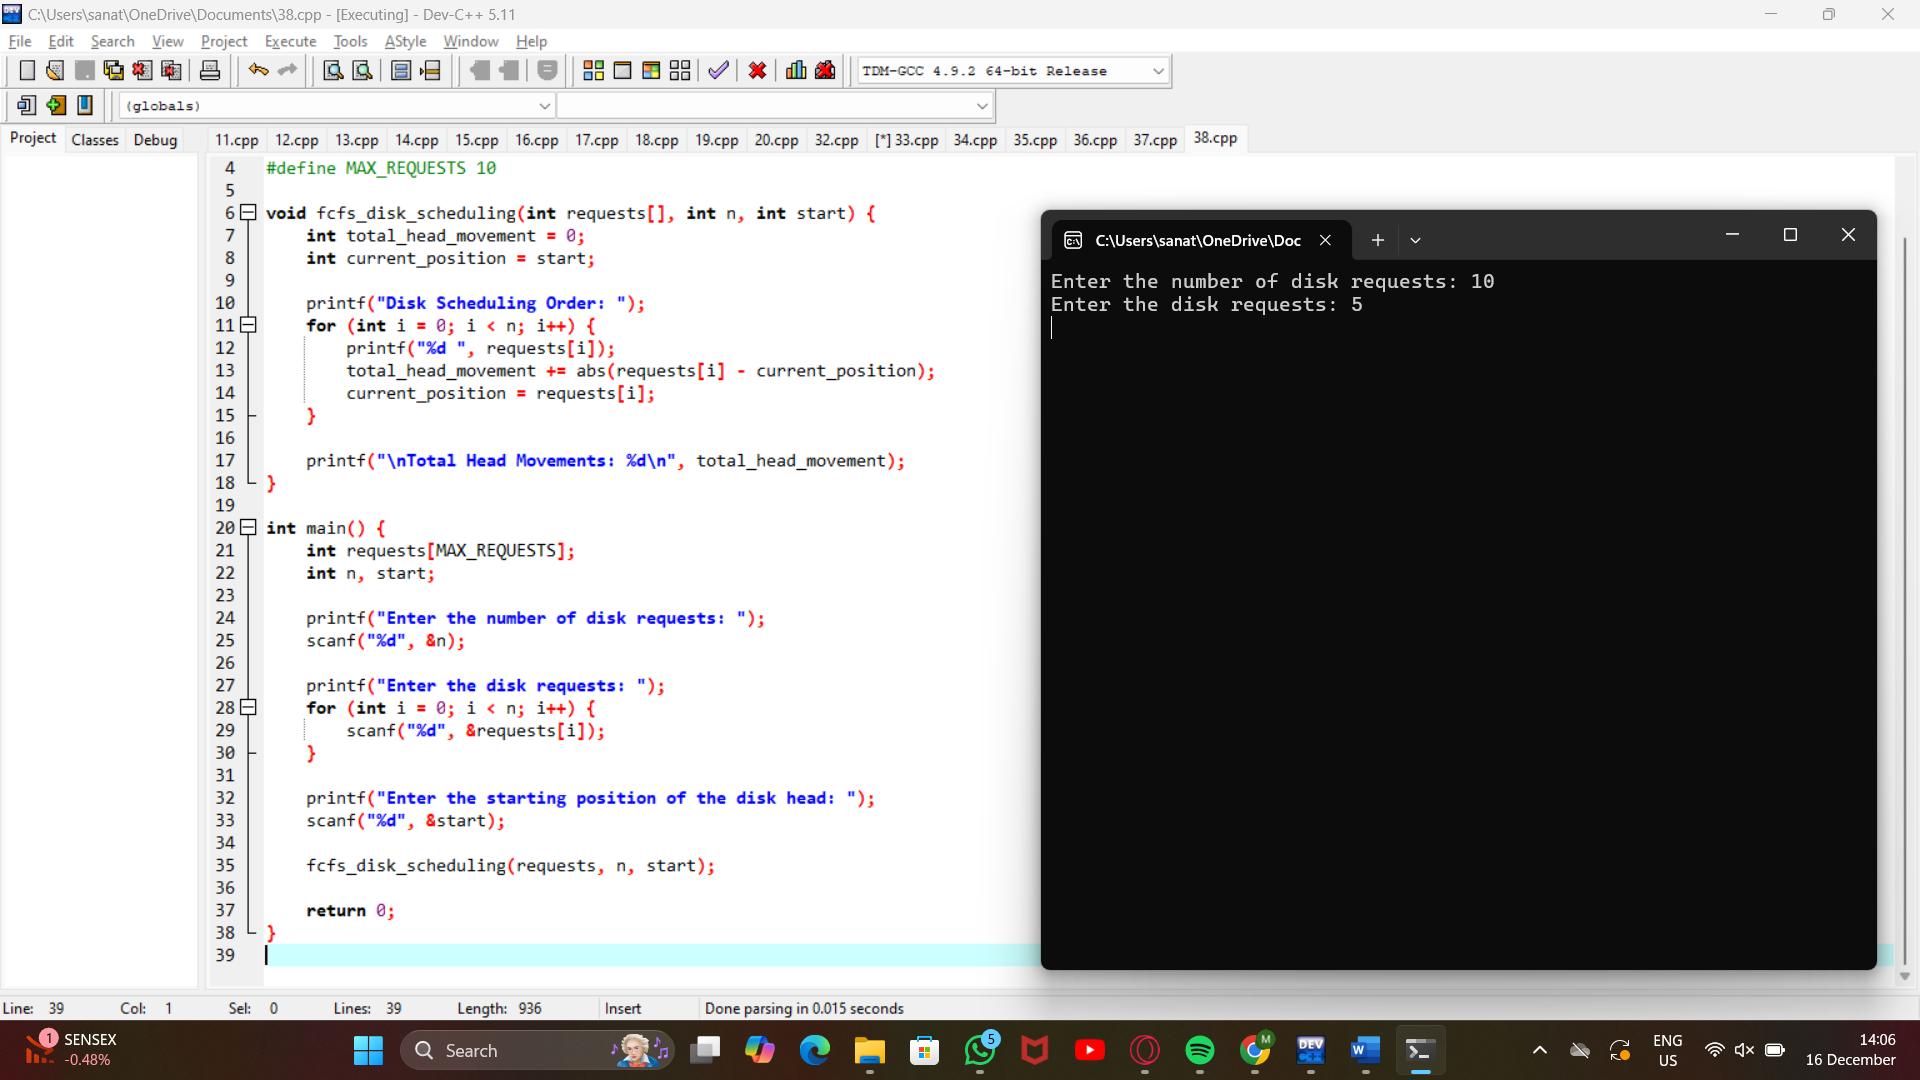 C:\Users\sanat\OneDrive\Documents\38.cpp - [Executing] - Dev-C++ 5.11
File Edit Search View Project Execute Tools AStyle Window Help
TDM-GCC 4.9.2 64-bit Release
(globals)
Project Classes Debug
11.cpp 12.cpp 13.cpp 14.cpp 15.cpp 16.cpp 17.cpp 18.cpp 19.cpp 20.cpp 32.cpp [*] 33.cpp 34.cpp 35.cpp 36.cpp 37.cpp 38.cpp
4 #define MAX_REQUESTS 10
5
6 void fcfs_disk_scheduling(int requests[], int n, int start) {
7 int total_head_movement = 0;
8 int current_position = start;
9
10 printf("Disk Scheduling Order: ");
11 for (int i = 0; i < n; i++) {
12 printf("%d ", requests[i]);
13 total_head_movement += abs(requests[i] - current_position);
14 current_position = requests[i];
15 }
16
17 printf("\nTotal Head Movements: %d\n", total_head_movement);
18 }
19
20 int main() {
21 int requests[MAX_REQUESTS];
22 int n, start;
23
24 printf("Enter the number of disk requests: ");
25 scanf("%d", &n);
26
27 printf("Enter the disk requests: ");
28 for (int i = 0; i < n; i++) {
29 scanf("%d", &requests[i]);
30 }
31
32 printf("Enter the starting position of the disk head: ");
33 scanf("%d", &start);
34
35 fcfs_disk_scheduling(requests, n, start);
36
37 return 0;
38 }
39
C:\Users\sanat\OneDrive\Doc
Enter the number of disk requests: 10
Enter the disk requests: 5
Line: 39 Col: 1 Sel: 0 Lines: 39 Length: 936 Insert Done parsing in 0.015 seconds
1
SENSEX
-0.48%
Search
5
M
DEV
C++
W
ENG
US
14:06
16 December